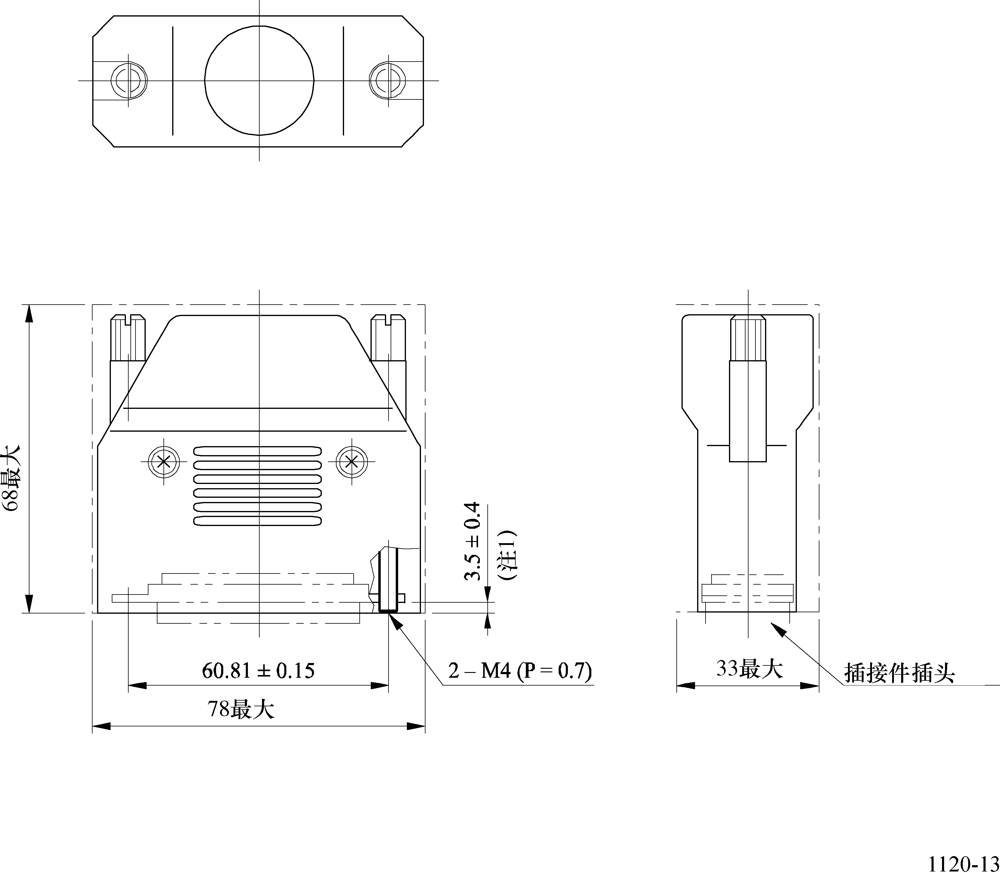 68最大
3.5 ± 0.4
(注1)
60.81 ± 0.15
2 – M4 (P = 0.7)
33最大
插接件插头
78最大
1120-13